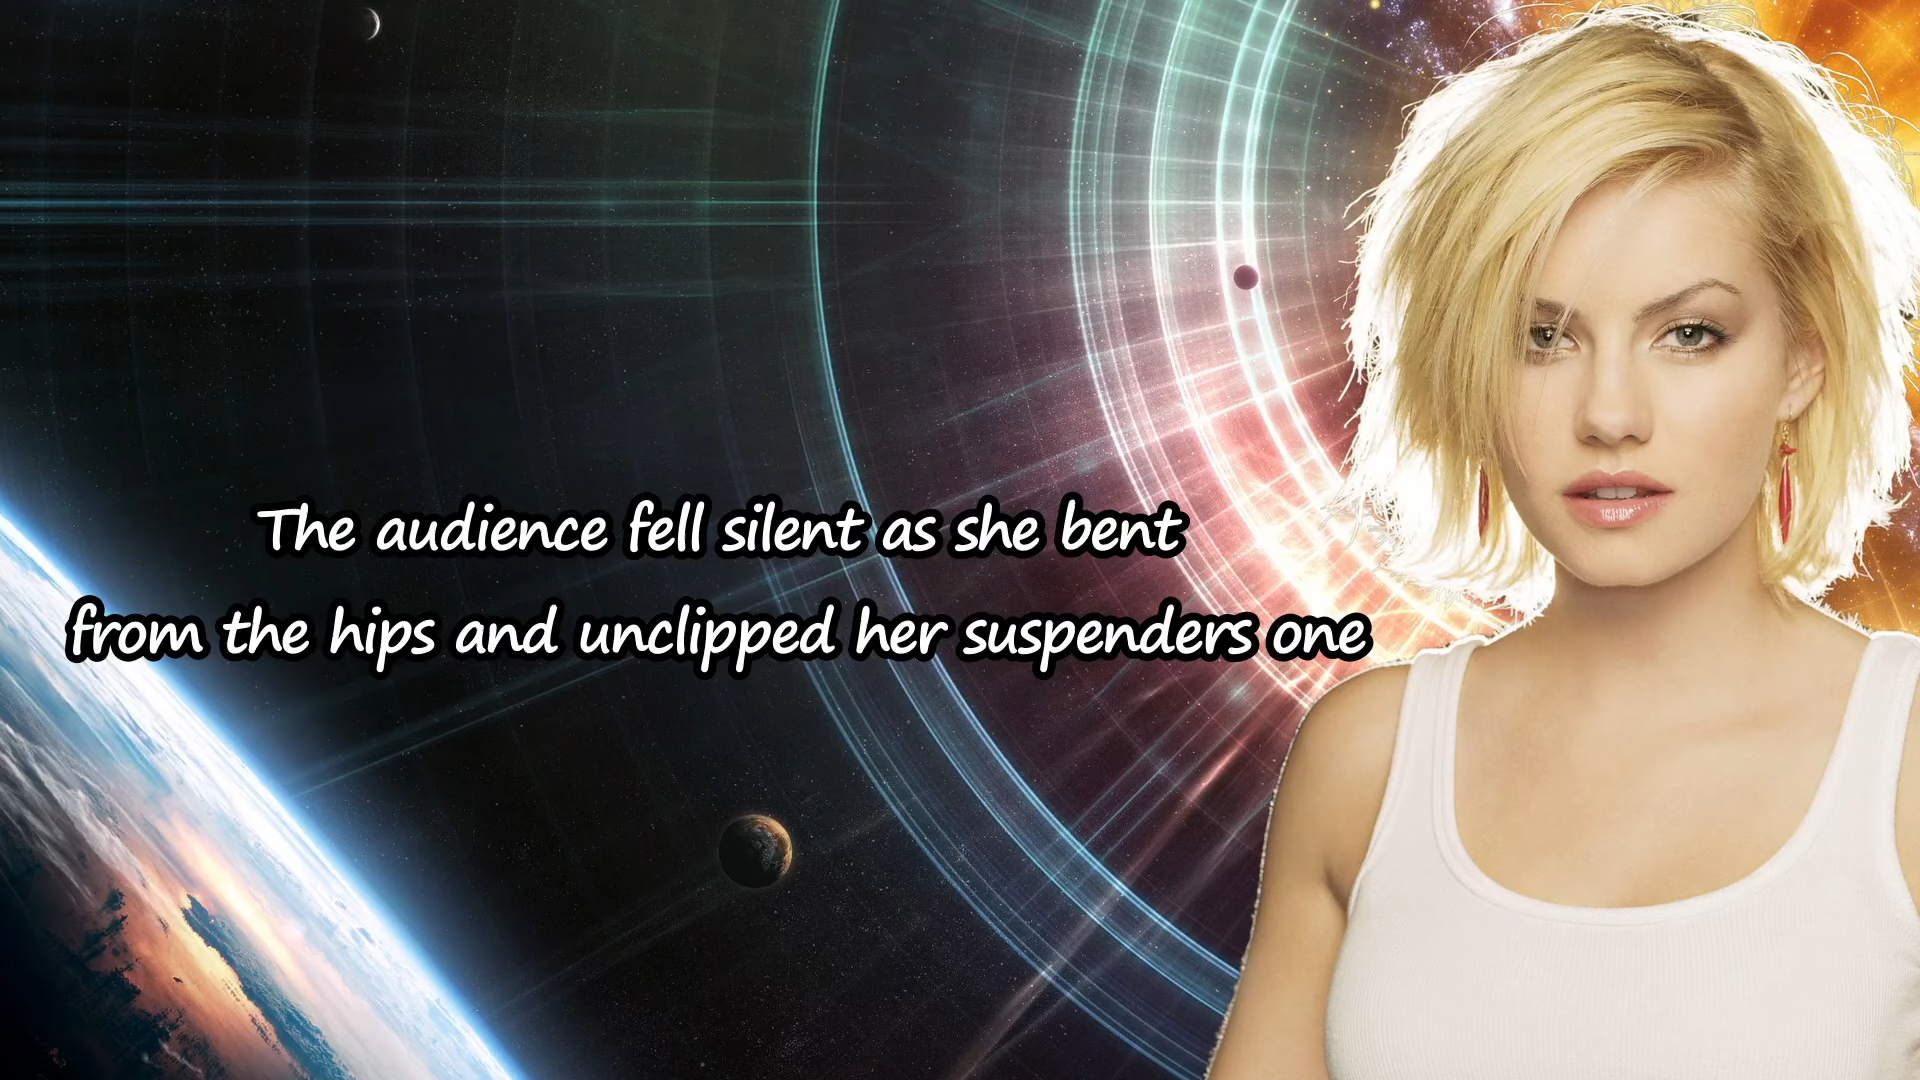 The audience fell silent as she bent
from the hips and unclipped her suspenders one